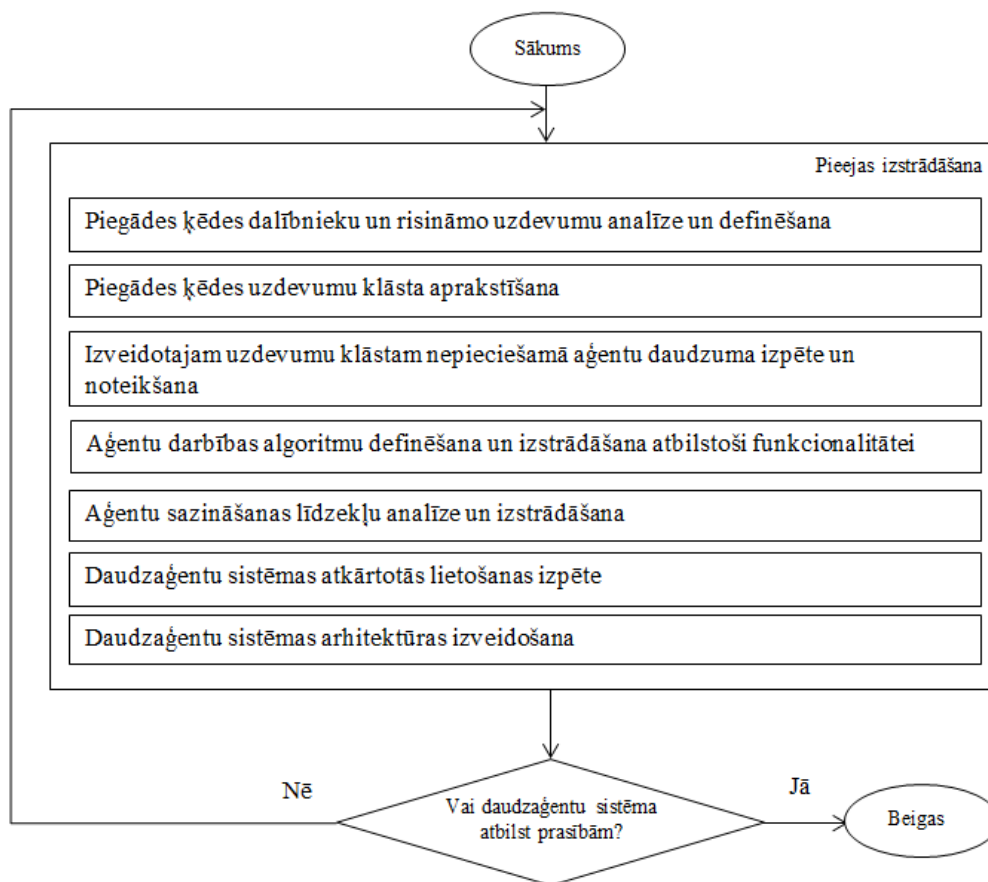 Sākums
Pieejas izstrādāšana
Piegādes ķēdes dalībnieku un risināmo uzdevumu analīze un definēšana
Piegādes ķēdes uzdevumu klāsta aprakstīšana
Izveidotajam uzdevumu klāstam nepieciešamā aģentu daudzuma izpēte un
noteikšana
Aģentu darbības algoritmu definēšana un izstrādāšana atbilstoši funkcionalitātei
Aģentu sazināšanas līdzekļu analīze un izstrādāšana
Daudzaģentu sistēmas atkārtotās lietošanas izpēte
Daudzaģentu sistēmas arhitektūras izveidošana
Nē
Vai daudzaģentu sistēma
atbilst prasībām?
Jā
Beigas